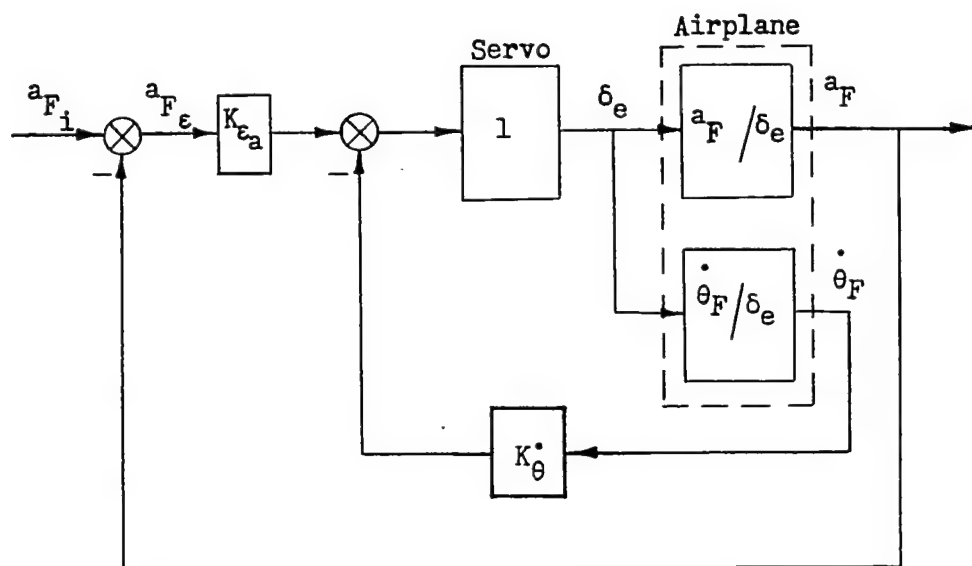 Airplane
Servo
a_{F_i}
a_{F_ε}
K_{ε_a}
1
δ_e
a_F/δ_e
a_F
−
−
θ̇_F/δ_e
θ̇_F
K_θ̇